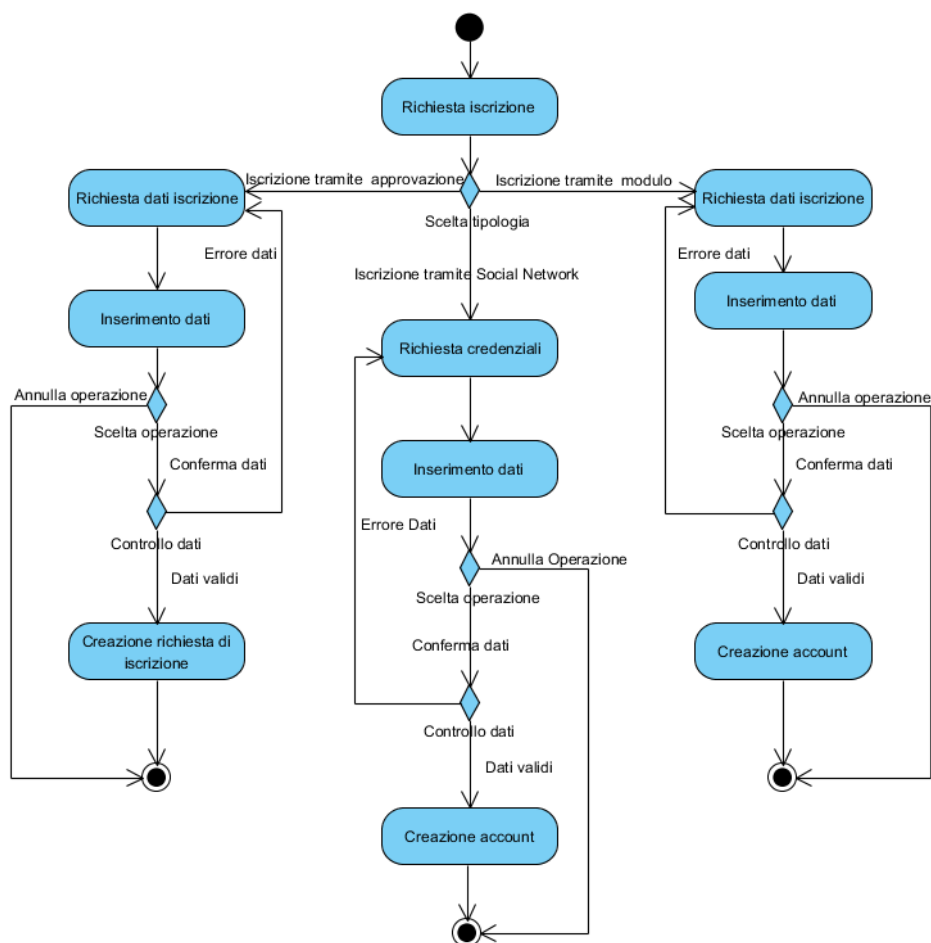 Richiesta iscrizione
Iscrizione tramite approvazione
Iscrizione tramite modulo
Richiesta dati iscrizione
Richiesta dati iscrizione
Scelta tipologia
Errore dati
Errore dati
Iscrizione tramite Social Network
Inserimento dati
Richiesta credenziali
Inserimento dati
Annulla operazione
Annulla operazione
Scelta operazione
Scelta operazione
Conferma dati
Inserimento dati
Conferma dati
Errore Dati
Controllo dati
Controllo dati
Annulla Operazione
Dati validi
Dati validi
Scelta operazione
Creazione richiesta di
iscrizione
Conferma dati
Creazione account
Controllo dati
Dati validi
Creazione account